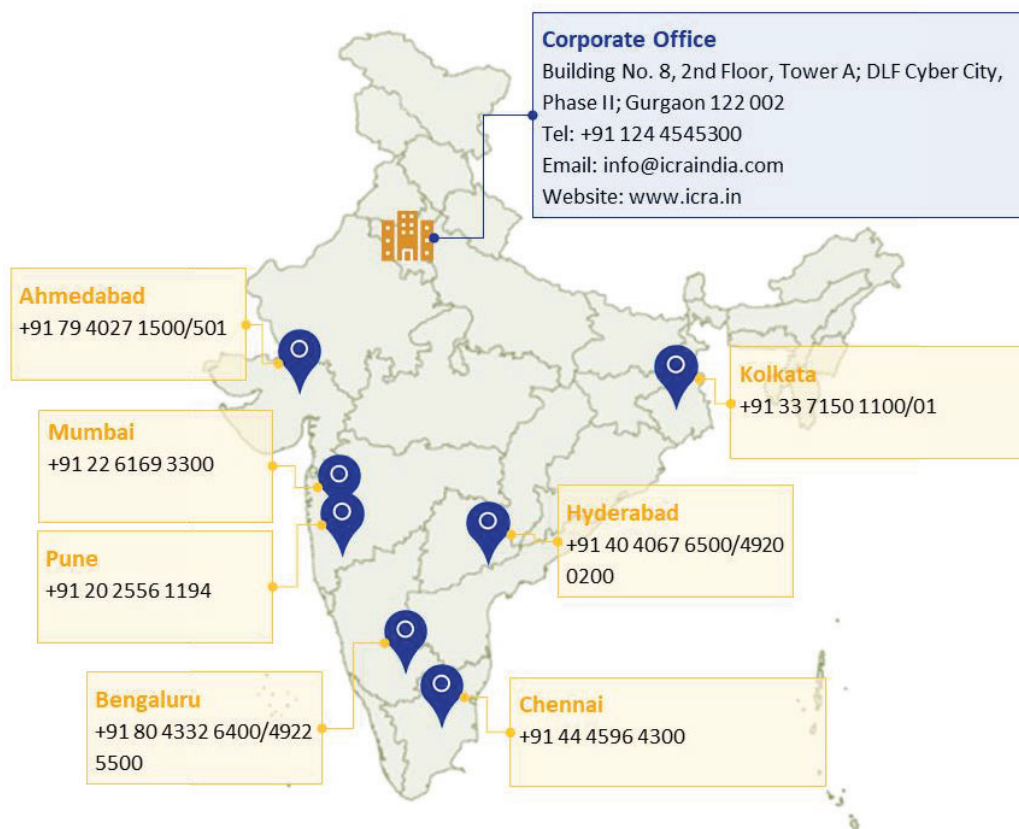 Corporate Office
Building No. 8, 2nd Floor, Tower A; DLF Cyber City,
Phase II; Gurgaon 122 002
Tel: +91 124 4545300
Email: info@icraindia.com
Website: www.icra.in
Ahmedabad
+91 79 4027 1500/501
Kolkata
+91 33 7150 1100/01
Mumbai
+91 22 6169 3300
Hyderabad
+91 40 4067 6500/4920
0200
Pune
+91 20 2556 1194
Bengaluru
+91 80 4332 6400/4922
5500
Chennai
+91 44 4596 4300